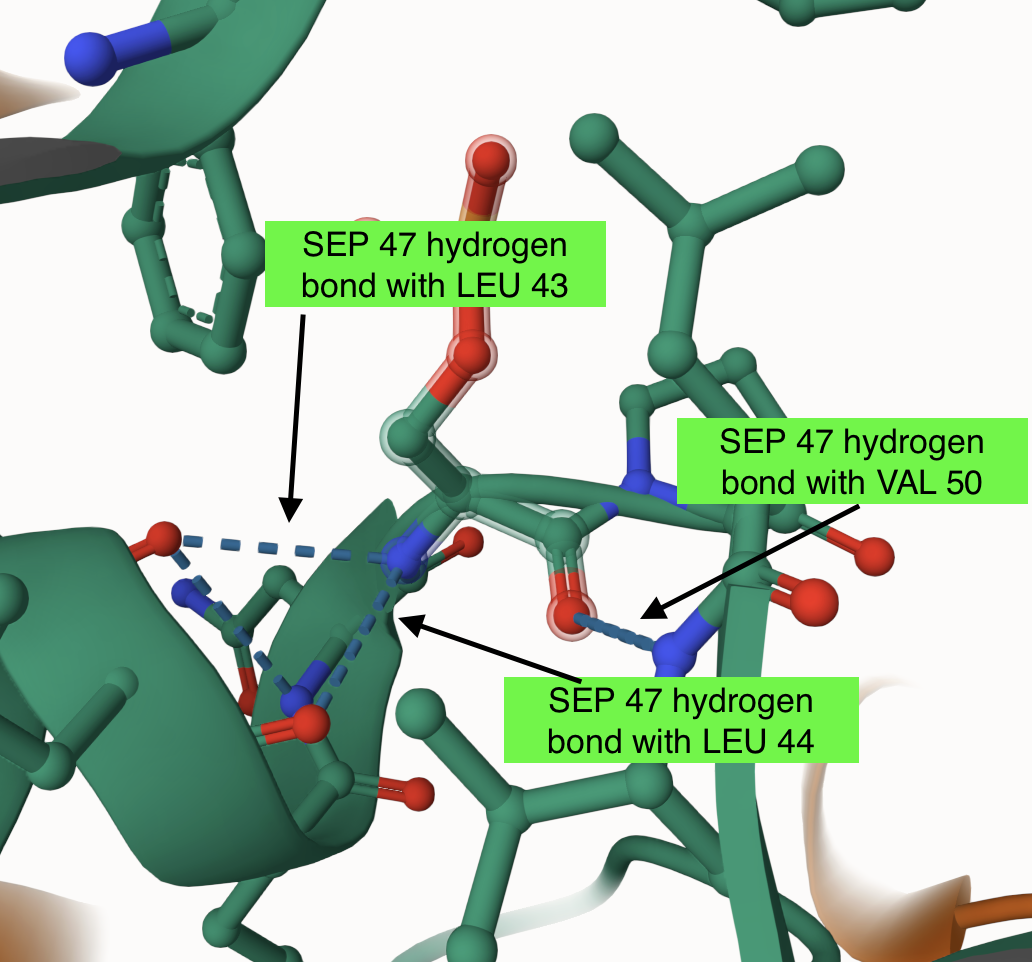 SEP 47 hydrogen
bond with LEU 43
SEP 47 hydrogen
bond with VAL 50
SEP 47 hydrogen
bond with LEU 44